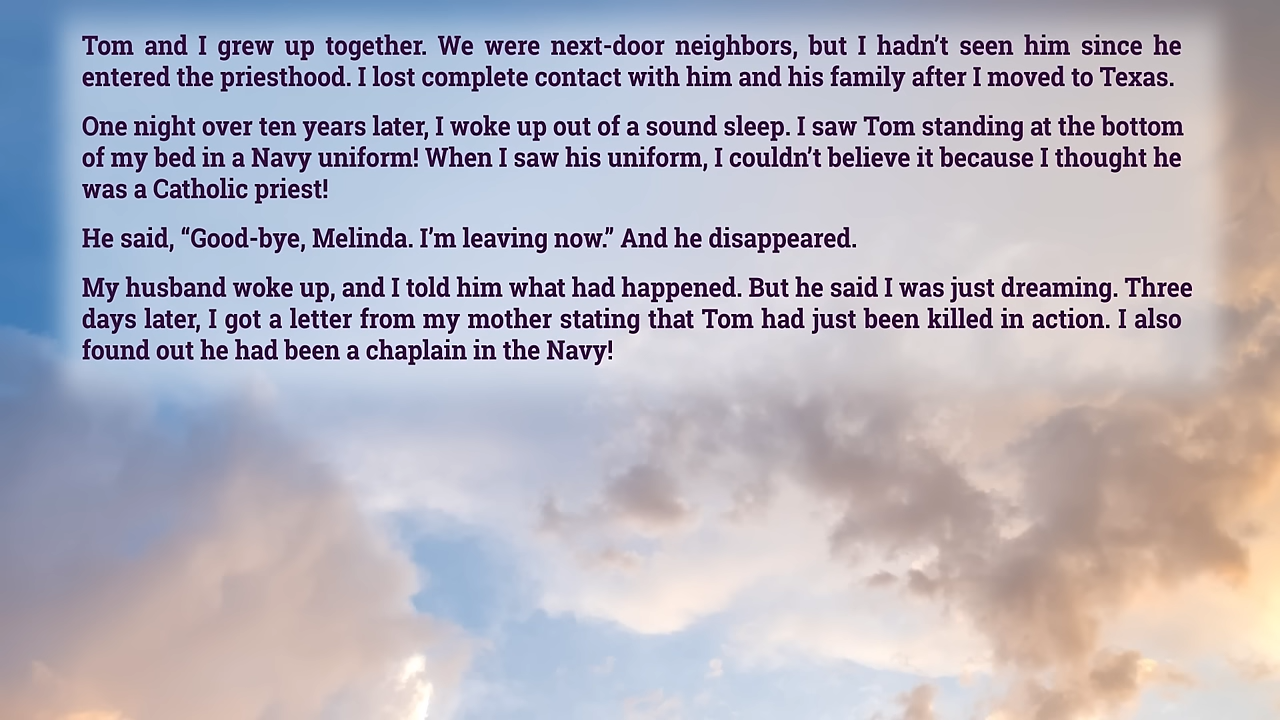 Tom and I grew up together. We were next-door neighbors, but I hadn’t seen him since he
entered the priesthood. I lost complete contact with him and his family after I moved to Texas.
One night over ten years later, I woke up out of a sound sleep. I saw Tom standing at the bottom
of my bed in a Navy uniform! When I saw his uniform, I couldn’t believe it because I thought he
was a Catholic priest!
He said, “Good-bye, Melinda. I’m leaving now.” And he disappeared.
My husband woke up, and I told him what had happened. But he said I was just dreaming. Three
days later, I got a letter from my mother stating that Tom had just been killed in action. I also
found out he had been a chaplain in the Navy!